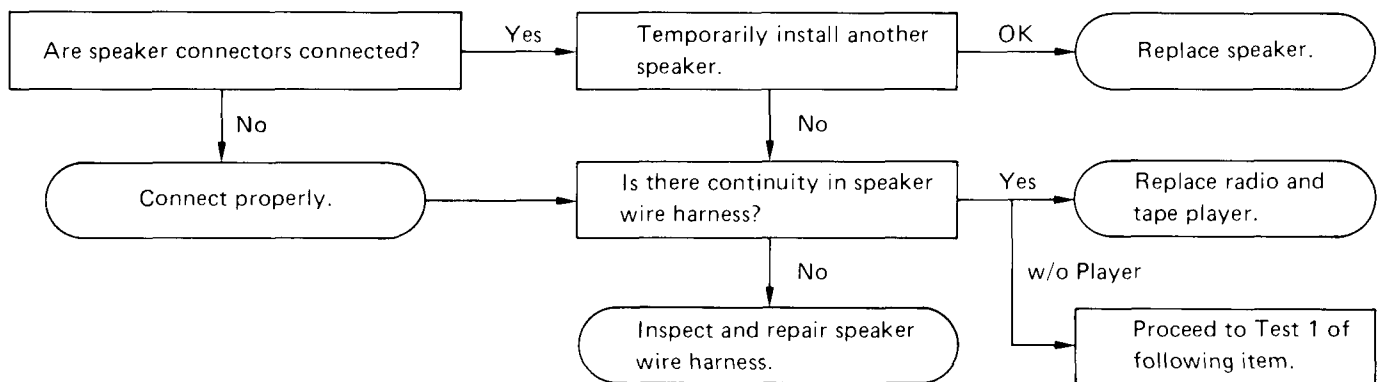 Are speaker connectors connected?
Yes
Temporarily install another
speaker.
OK
Replace speaker.
No
No
Connect properly.
Is there continuity in speaker
wire harness?
Yes
Replace radio and
tape player.
No
w/o Player
Inspect and repair speaker
wire harness.
Proceed to Test 1 of
following item.